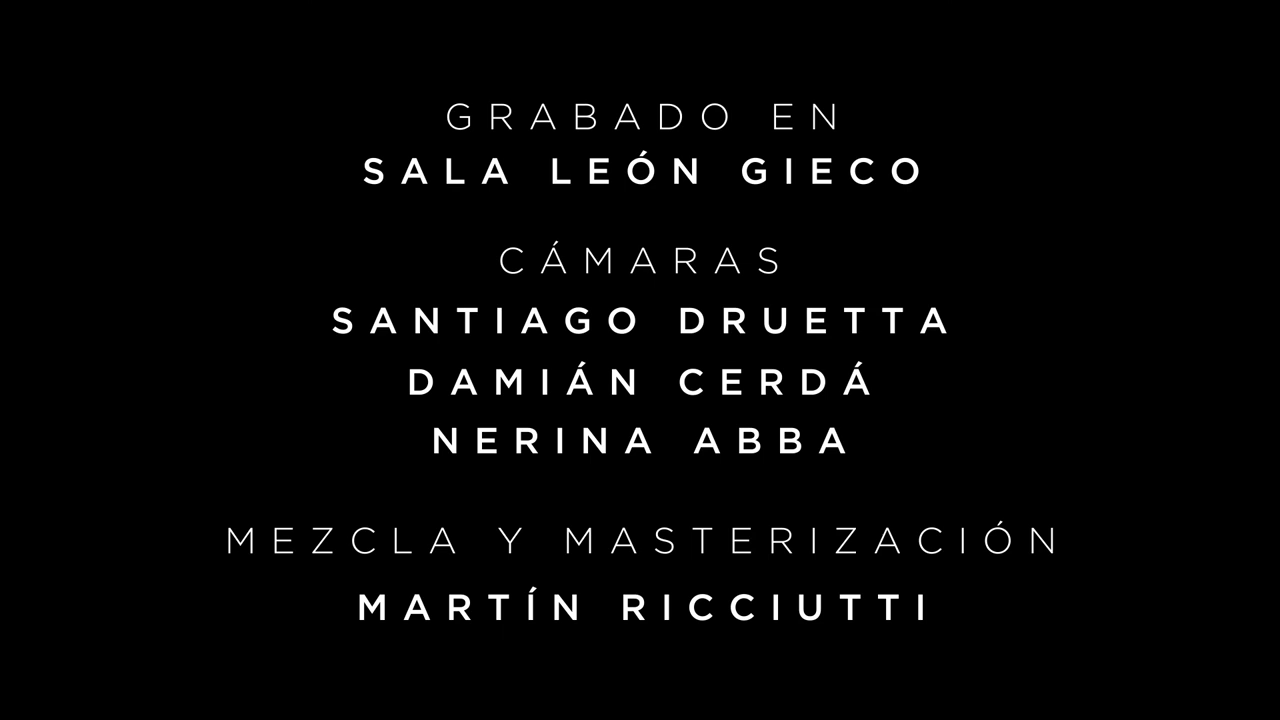 GRABADO EN
SALA LEÓN GIECO
CÁMARAS
SANTIAGO DRUETTA
DAMIÁN CERDÁ
NERINA ABBA
MEZCLA Y MASTERIZACIÓN
MARTÍN RICCIUTTI